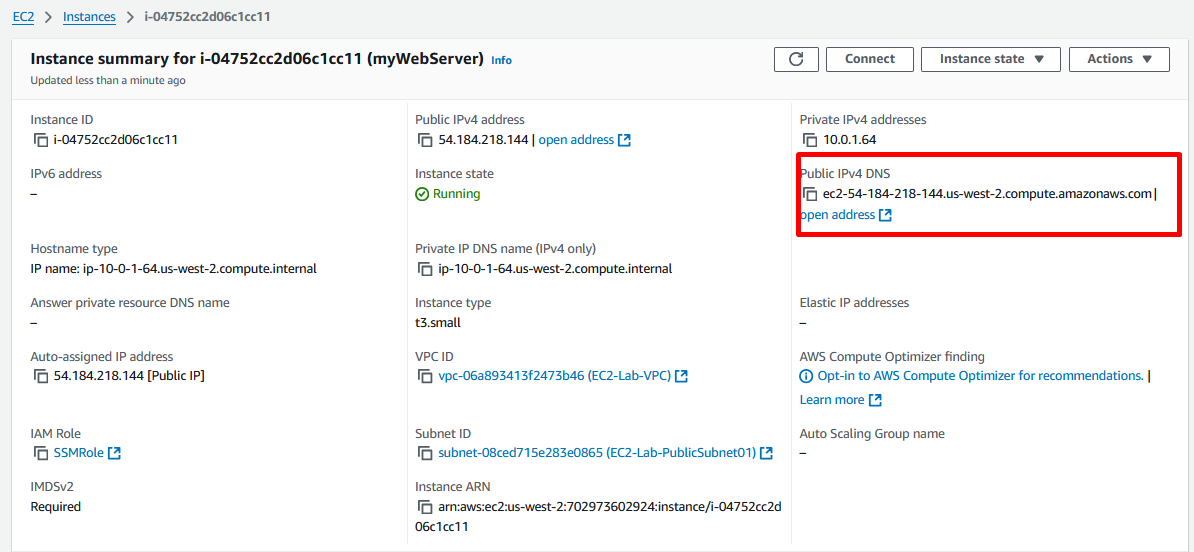 EC2 > Instances > i-04752cc2d06c1cc11
Instance summary for i-04752cc2d06c1cc11 (myWebServer) Info
Updated less than a minute ago
Connect
Instance state
Actions
Instance ID
i-04752cc2d06c1cc11
Public IPv4 address
54.184.218.144 | open address
Private IPv4 addresses
10.0.1.64
IPv6 address
–
Instance state
Running
Public IPv4 DNS
ec2-54-184-218-144.us-west-2.compute.amazonaws.com |
open address
Hostname type
IP name: ip-10-0-1-64.us-west-2.compute.internal
Private IP DNS name (IPv4 only)
ip-10-0-1-64.us-west-2.compute.internal
Answer private resource DNS name
–
Instance type
t3.small
Elastic IP addresses
–
Auto-assigned IP address
54.184.218.144 [Public IP]
VPC ID
vpc-06a893413f2473b46 (EC2-Lab-VPC)
AWS Compute Optimizer finding
Opt-in to AWS Compute Optimizer for recommendations. |
Learn more
IAM Role
SSMRole
Subnet ID
subnet-08ced715e283e0865 (EC2-Lab-PublicSubnet01)
Auto Scaling Group name
–
IMDSv2
Required
Instance ARN
arn:aws:ec2:us-west-2:702973602924:instance/i-04752cc2d
06c1cc11